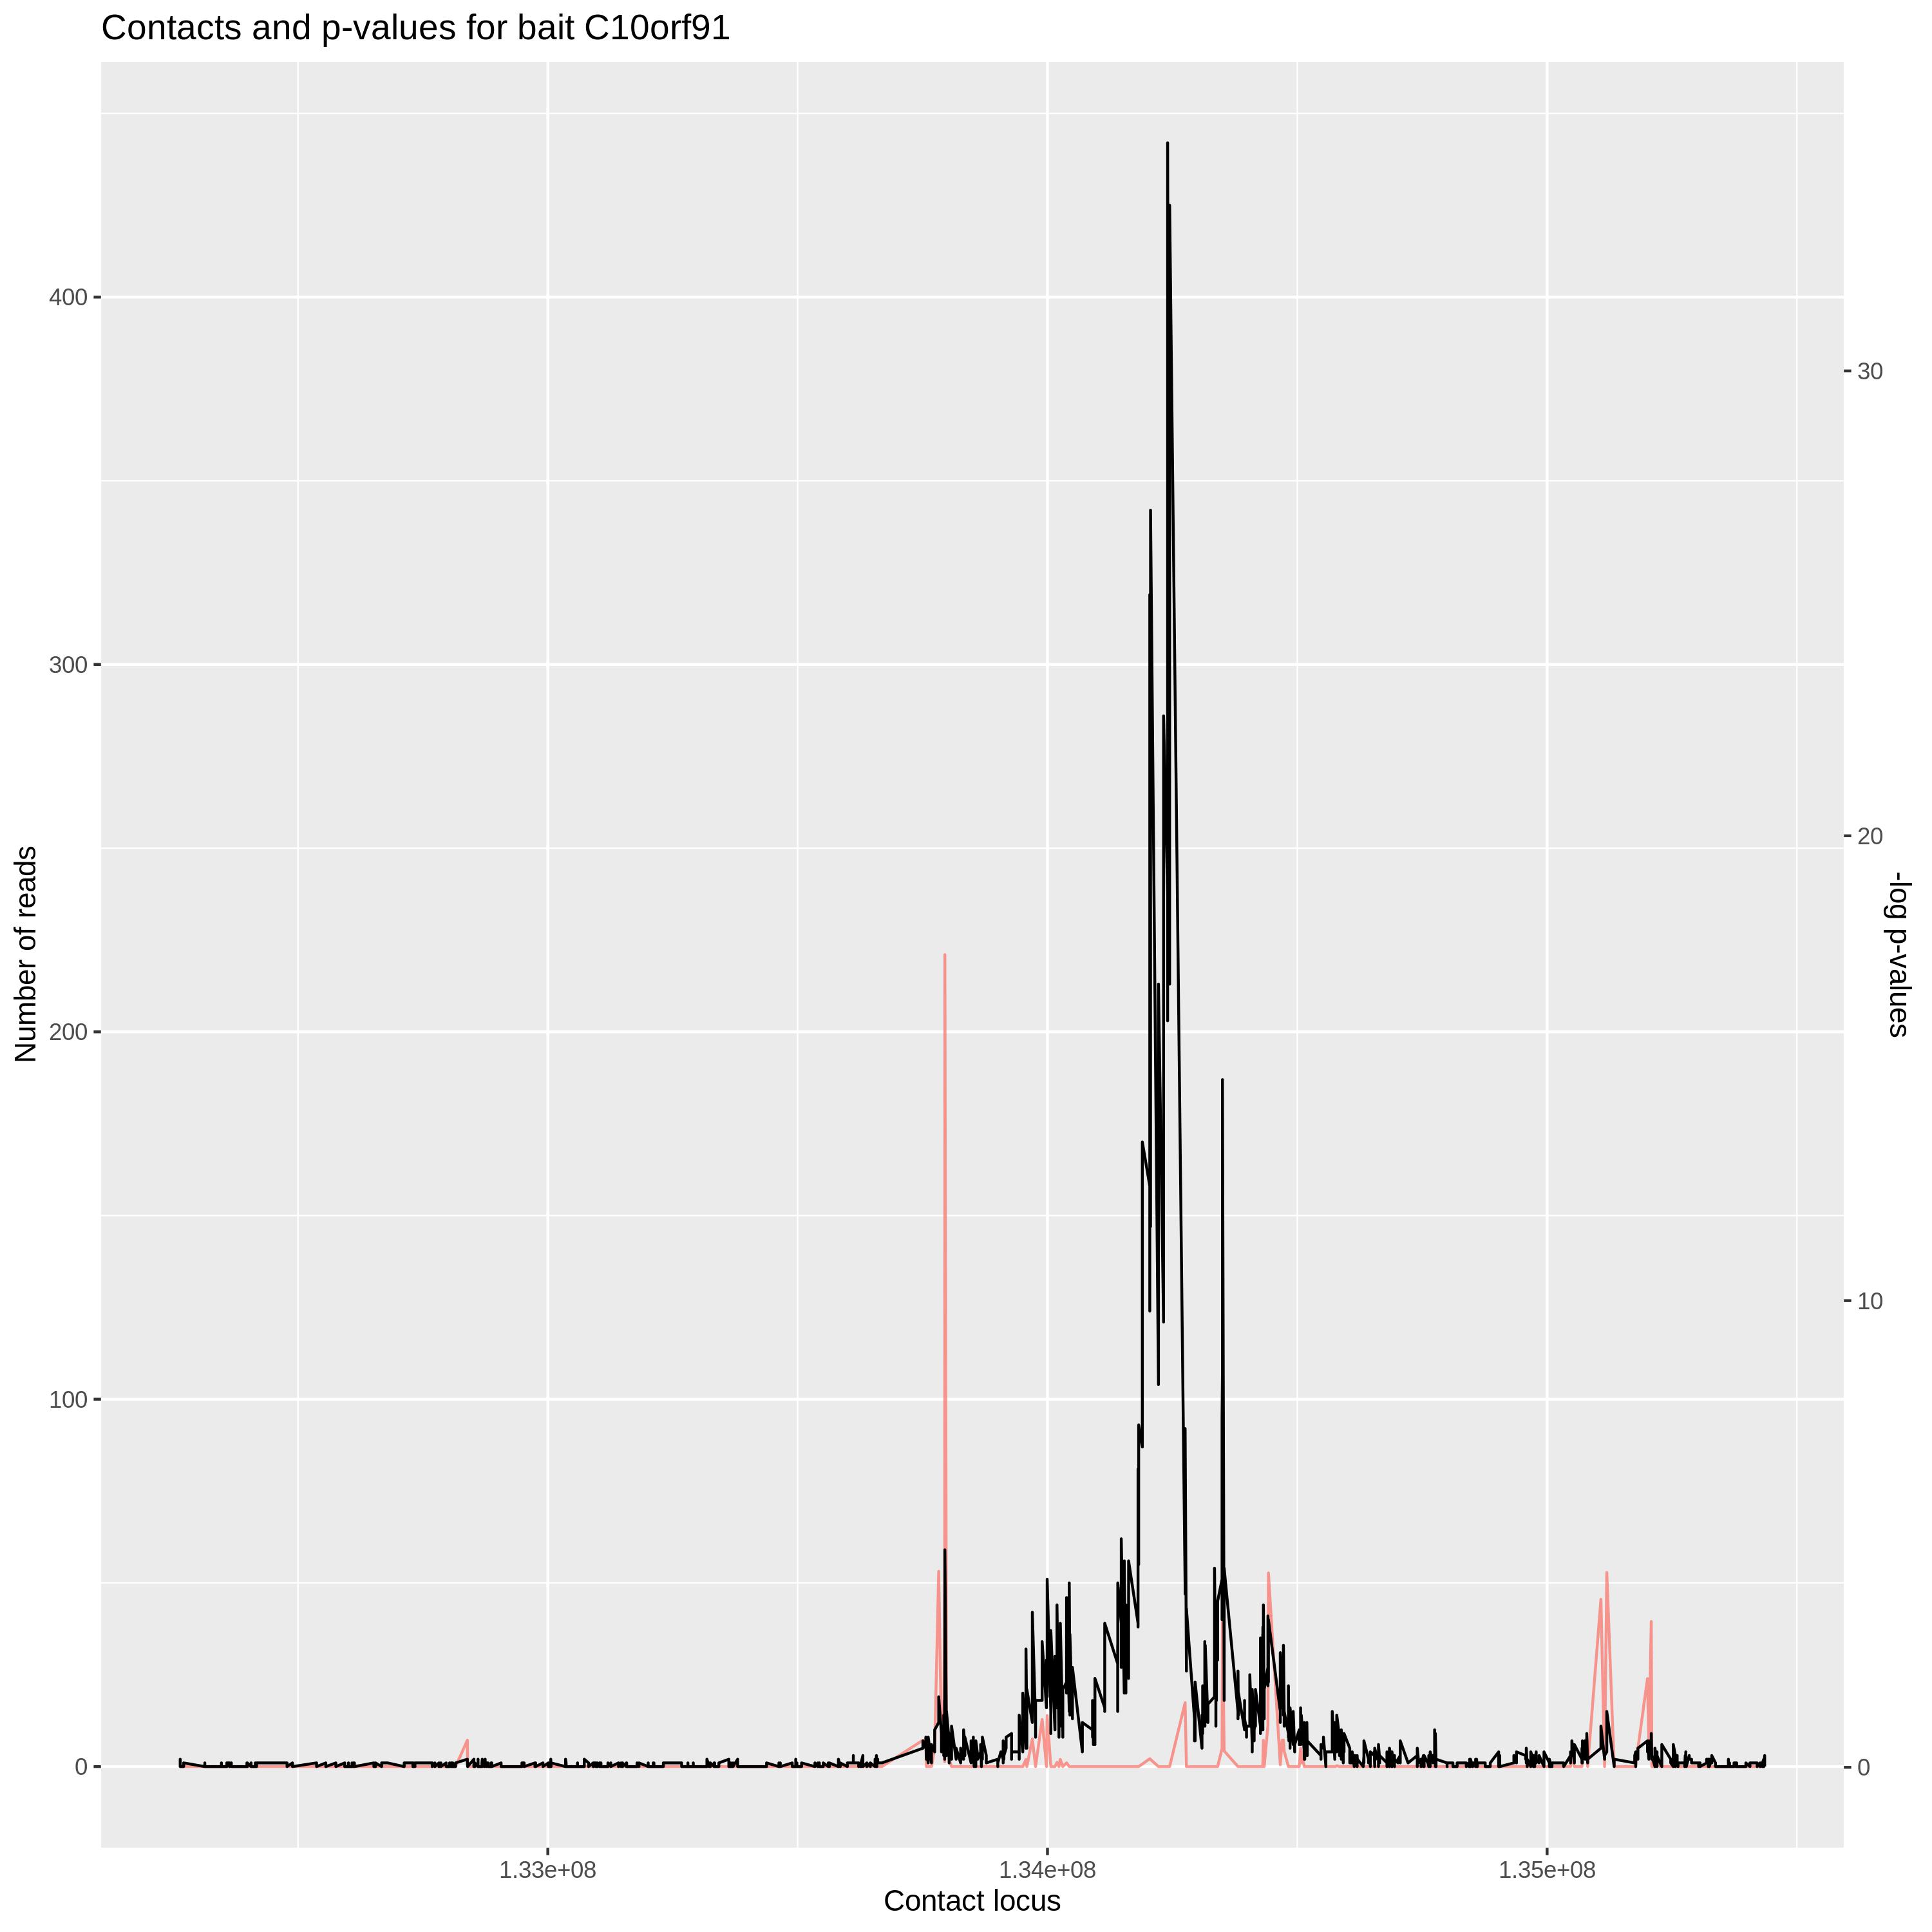 Contacts and p-values for bait C10orf91
400
300
200
100
0
30
20
10
0
Number of reads
-log p-values
1.33e+08
1.34e+08
1.35e+08
Contact locus